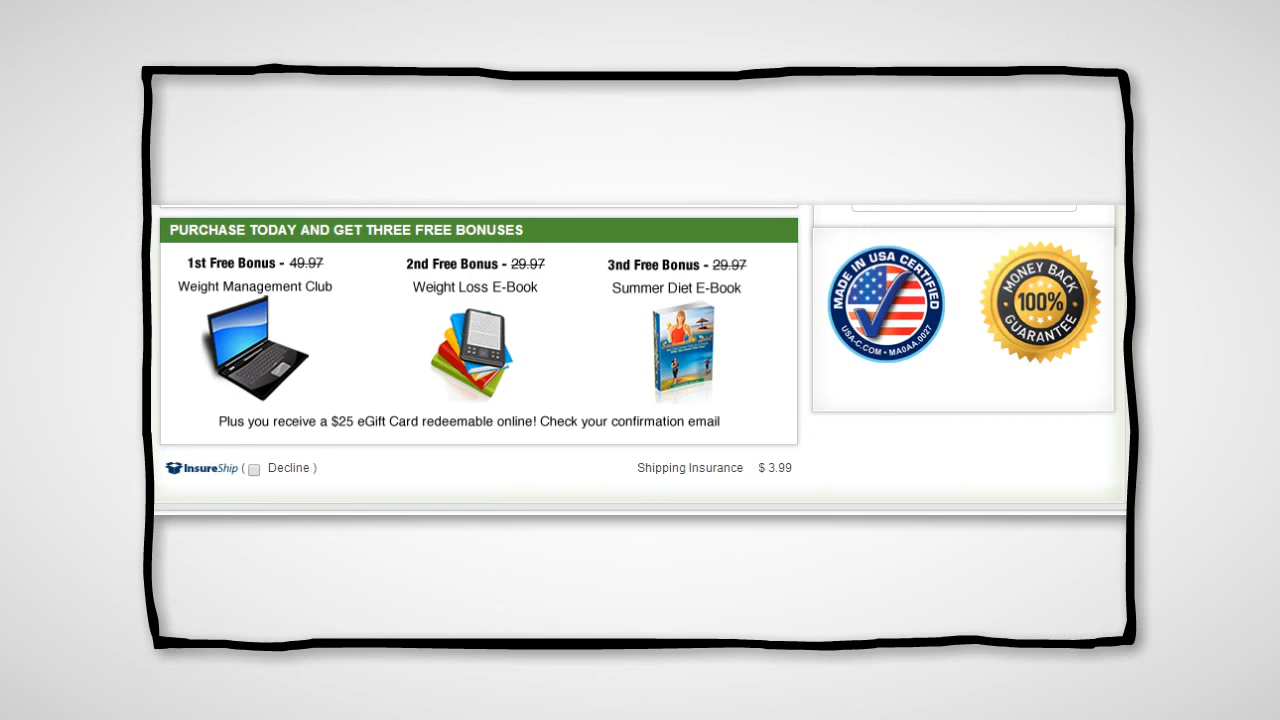 PURCHASE TODAY AND GET THREE FREE BONUSES
1st Free Bonus - 49.97
Weight Management Club
2nd Free Bonus - 29.97
Weight Loss E-Book
3nd Free Bonus - 29.97
Summer Diet E-Book
Plus you receive a $25 eGift Card redeemable online! Check your confirmation email
InsureShip ( Decline )
Shipping Insurance $ 3.99
MADE IN USA CERTIFIED
USA-C.COM • MA0AA.0027
MONEY BACK
100%
GUARANTEE